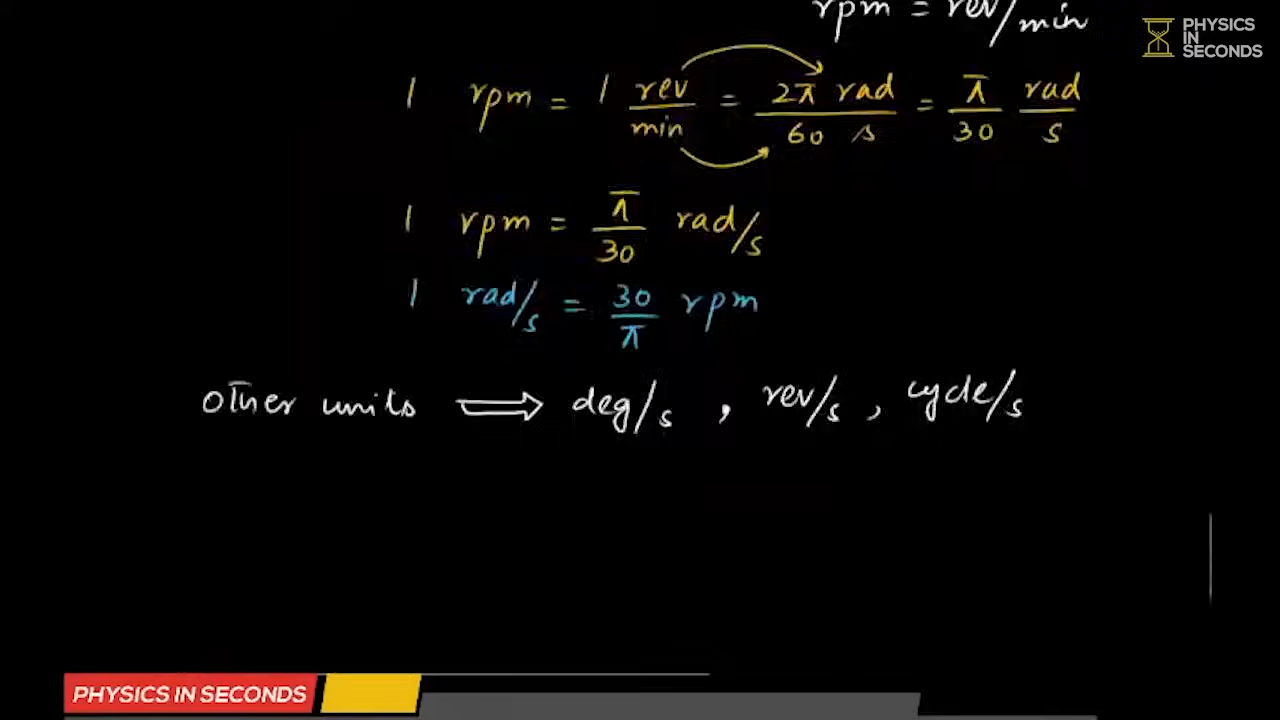 rpm = rev/min
PHYSICS
IN
SECONDS
1 rpm = 1 rev/min = 2π rad/60 s = π/30 rad/s
1 rpm = π/30 rad/s
1 rad/s = 30/π rpm
other units ⟹ deg/s , rev/s , cycle/s
PHYSICS IN SECONDS